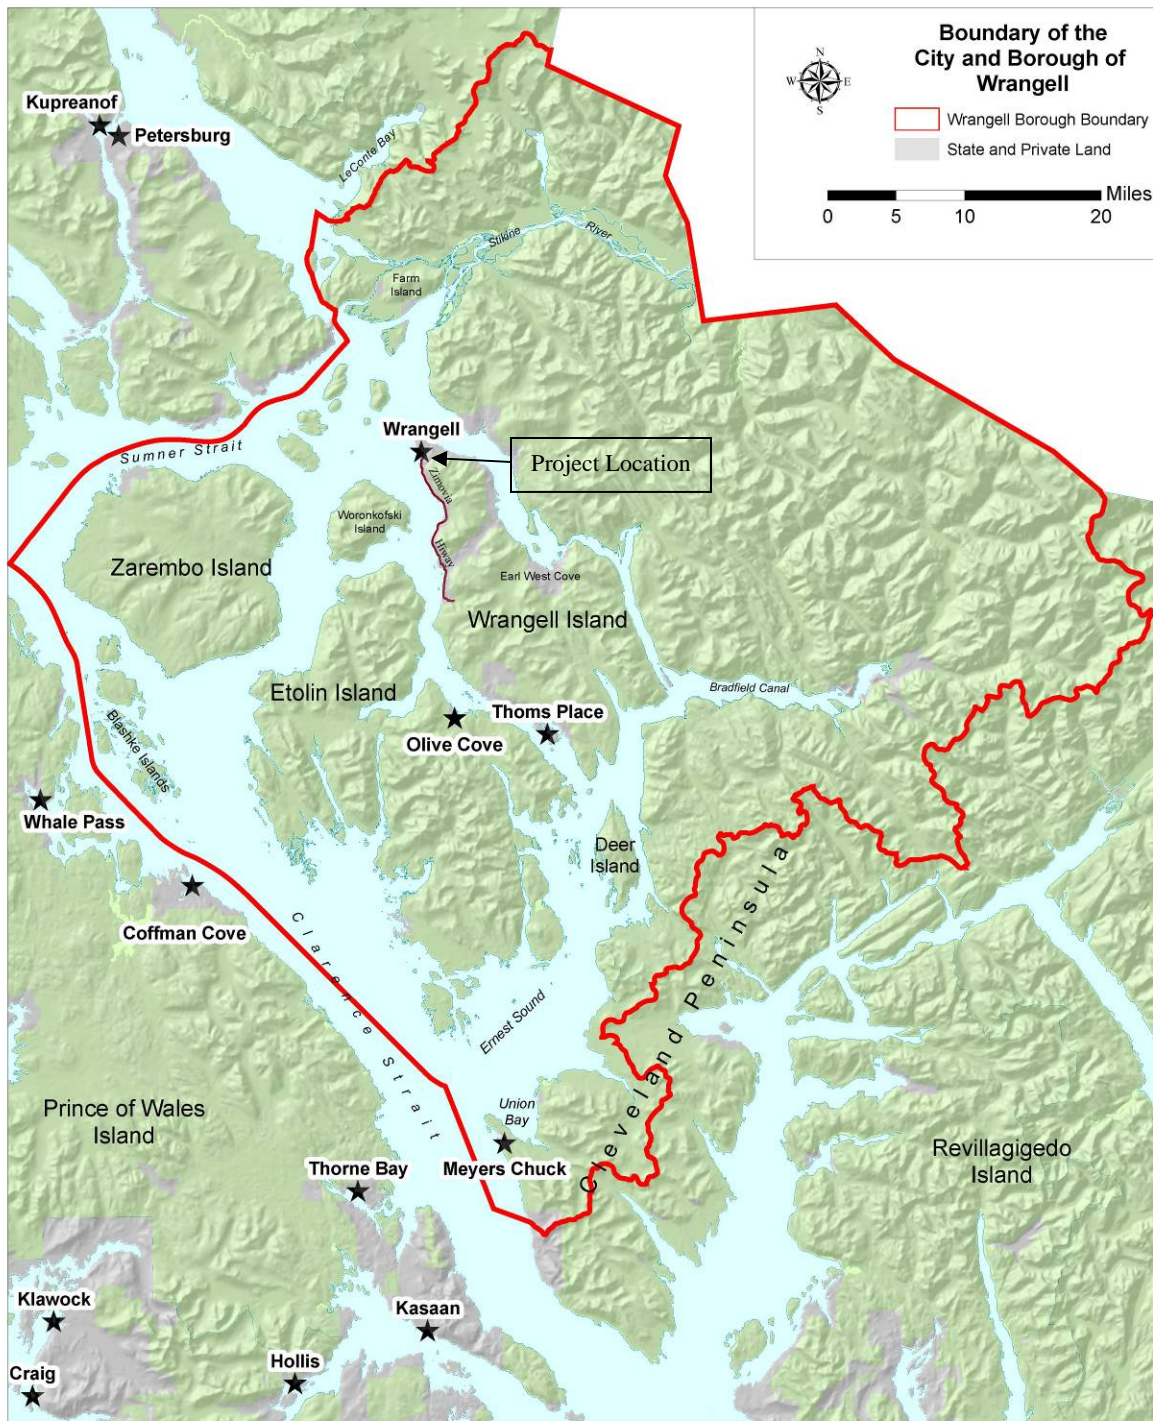 Boundary of the
City and Borough of
Wrangell
N
W E
S
Wrangell Borough Boundary
State and Private Land
Miles
0 5 10 20
Kupreanof
Petersburg
LeConte Bay
Stikine River
Farm
Island
Sumner Strait
Wrangell
Project Location
Zimovia
Hiway
Woronkofski
Island
Zarembo Island
Earl West Cove
Wrangell Island
Etolin Island
Bradfield Canal
Thoms Place
Olive Cove
Blashke Islands
Whale Pass
Deer
Island
Coffman Cove
Clarence Strait
Cleveland Peninsula
Ernest Sound
Prince of Wales
Island
Union
Bay
Meyers Chuck
Thorne Bay
Revillagigedo
Island
Klawock
Kasaan
Craig
Hollis